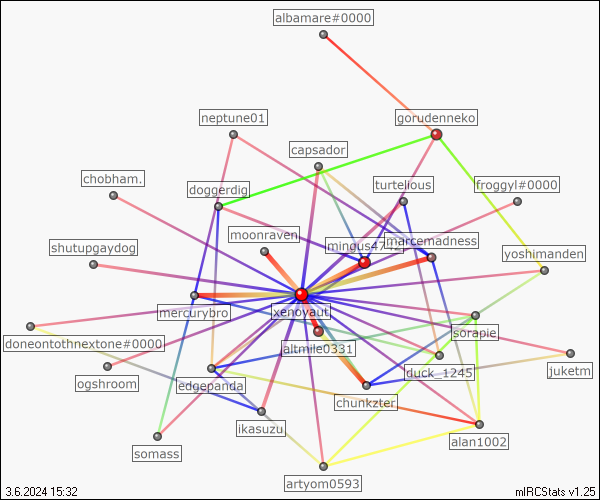 albamare#0000
neptune01
gorudenneko
capsador
chobham.
doggerdig
turtelious
froggyl#0000
moonraven
marcemadness
shutupgaydog
yoshimanden
mercurybro
xenoyaut
sorapie
doneontothnextone#0000
altmile0331
ogshroom
edgepanda
duck_1245
juketm
chunkzter
ikasuzu
alan1002
somass
artyom0593
3.6.2024 15:32
mIRCStats v1.25